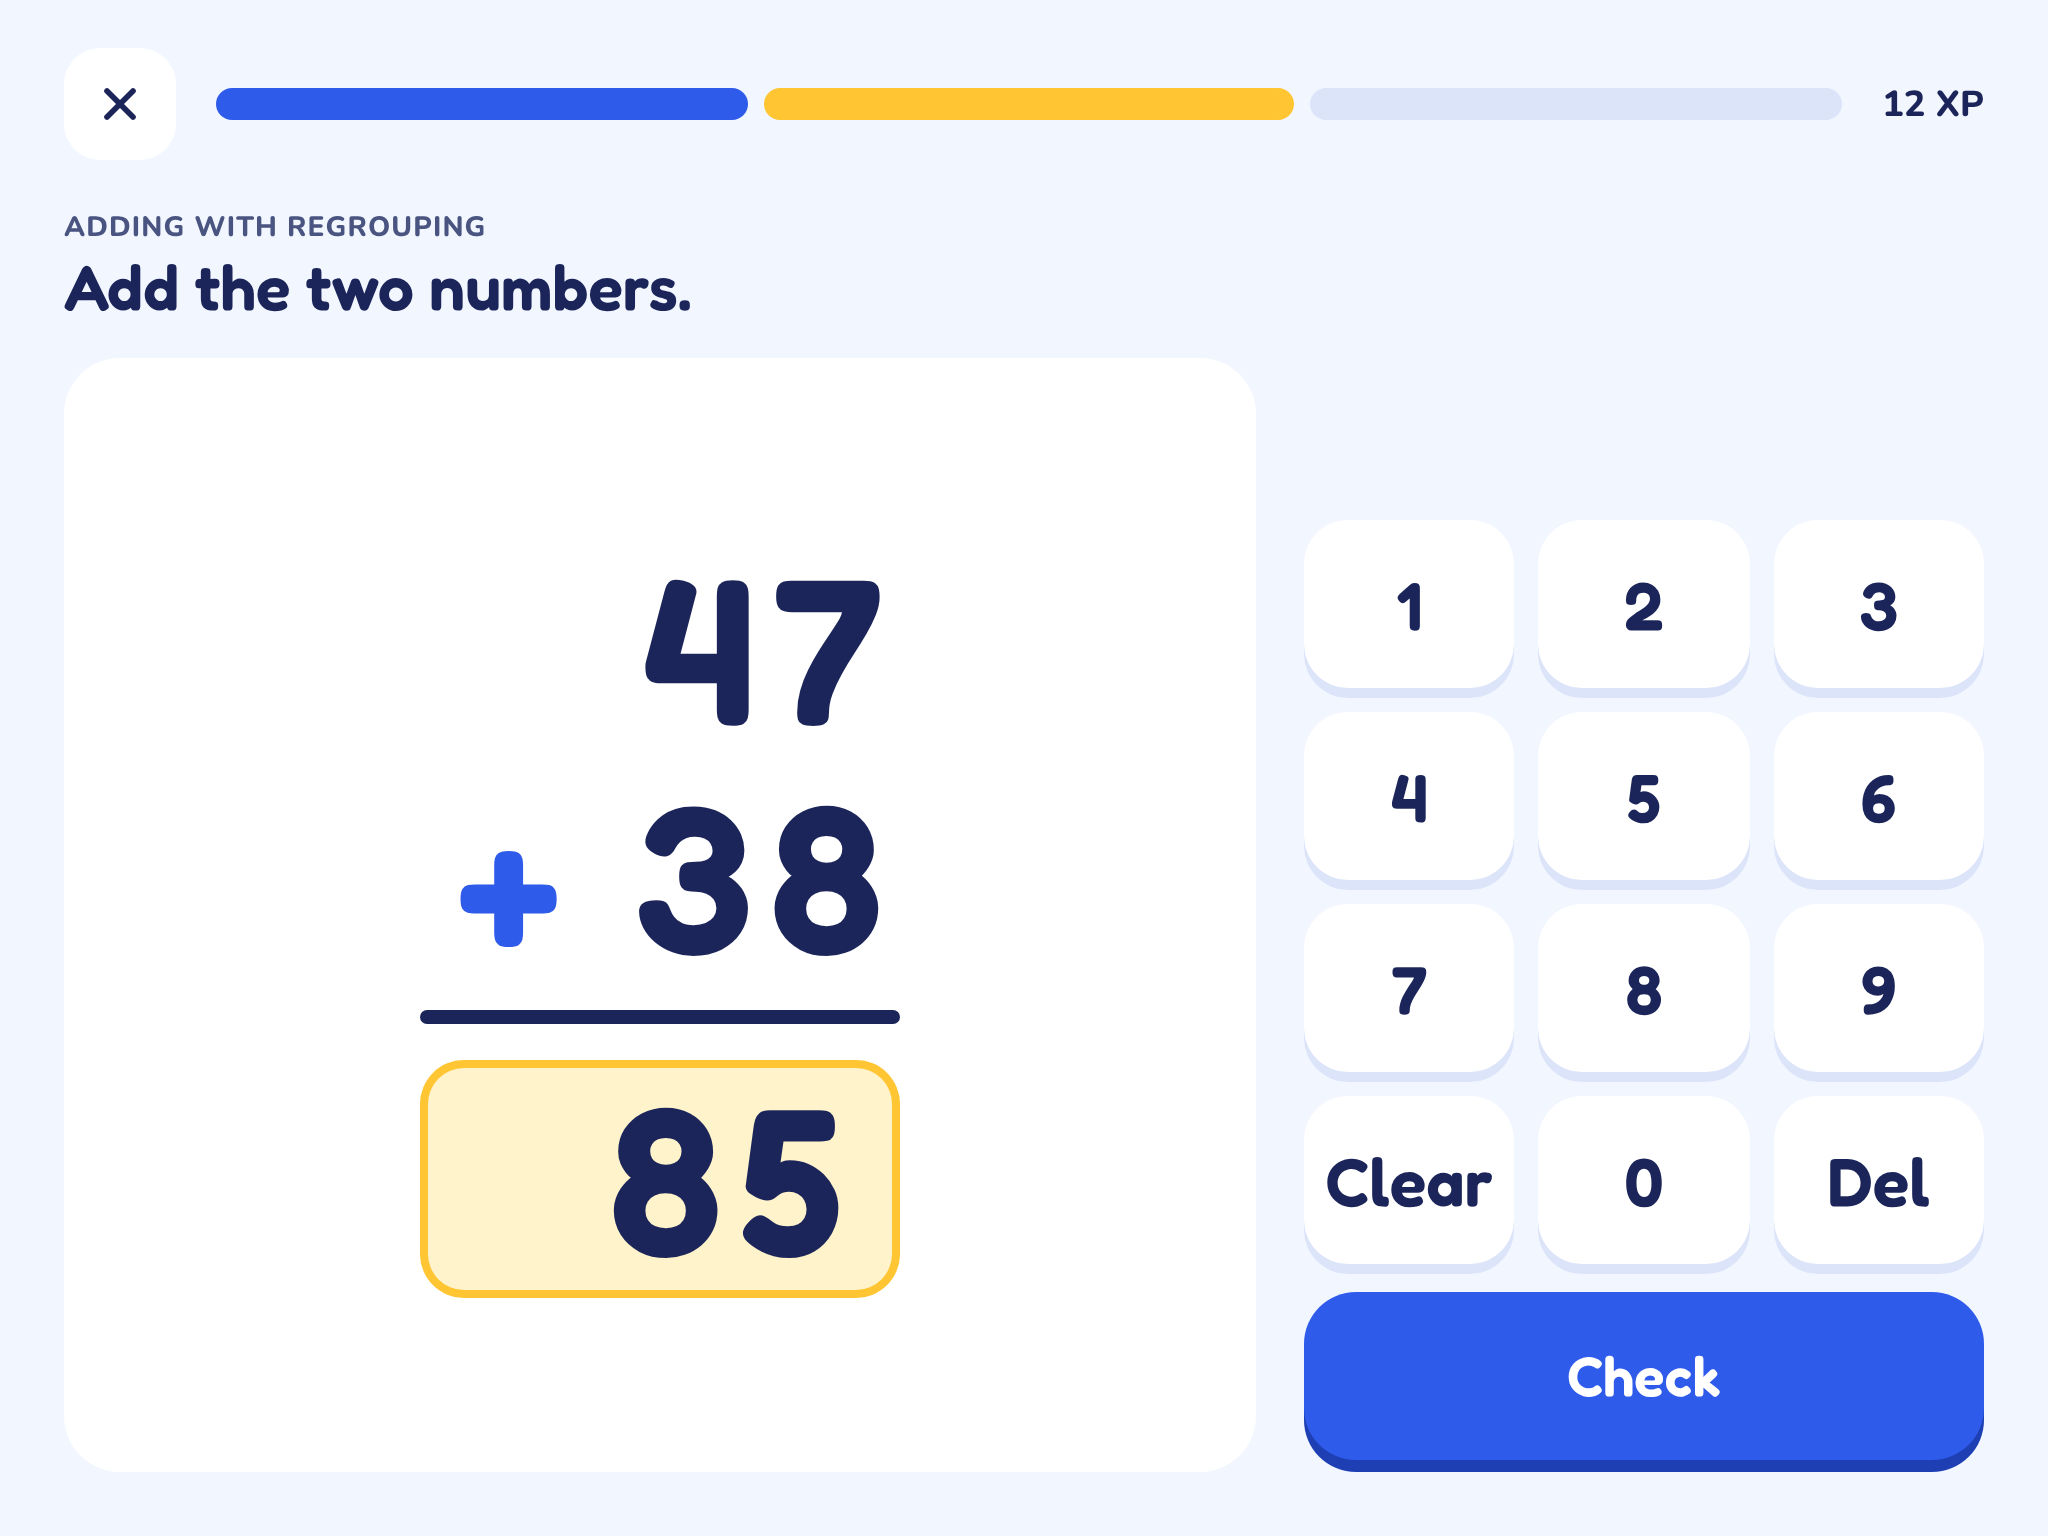 12 XP
ADDING WITH REGROUPING
Add the two numbers.
47
+ 38
85
1 2 3
4 5 6
7 8 9
Clear 0 Del
Check